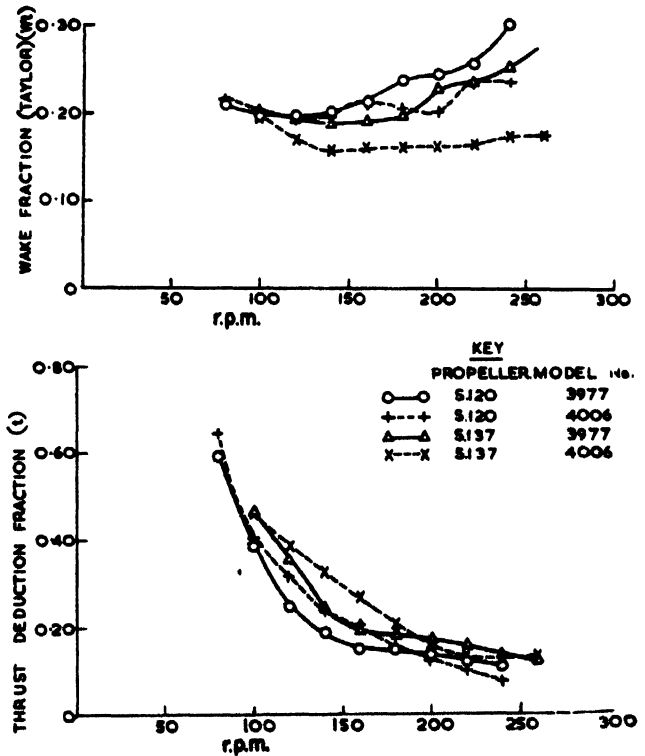 WAKE FRACTION (TAYLOR)(w)
0·30
0·20
0·10
0
50 100 150 200 250 300
r.p.m.
KEY
PROPELLER. MODEL No.
S.120 3977
S.120 4006
S.137 3977
S.137 4006
THRUST DEDUCTION FRACTION (t)
0·80
0·60
0·40
0·20
0
50 100 150 200 250 300
r.p.m.